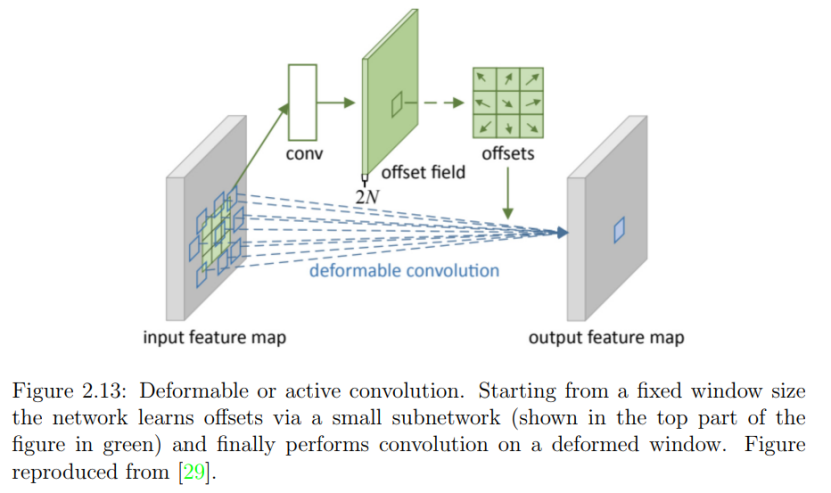 conv
offset field
offsets
2N
deformable convolution
input feature map
output feature map
Figure 2.13: Deformable or active convolution. Starting from a fixed window size
the network learns offsets via a small subnetwork (shown in the top part of the
figure in green) and finally performs convolution on a deformed window. Figure
reproduced from [29].